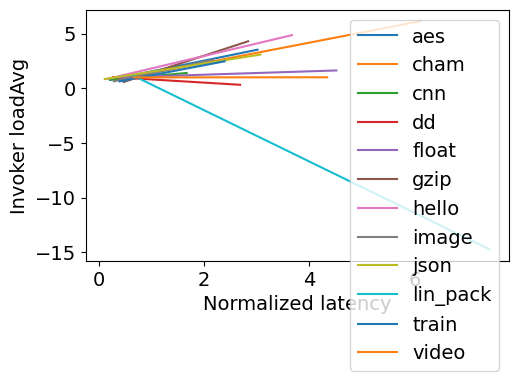 Invoker loadAvg
5
0
−5
−10
−15
0 2 4 6
Normalized latency
aes
cham
cnn
dd
float
gzip
hello
image
json
lin_pack
train
video